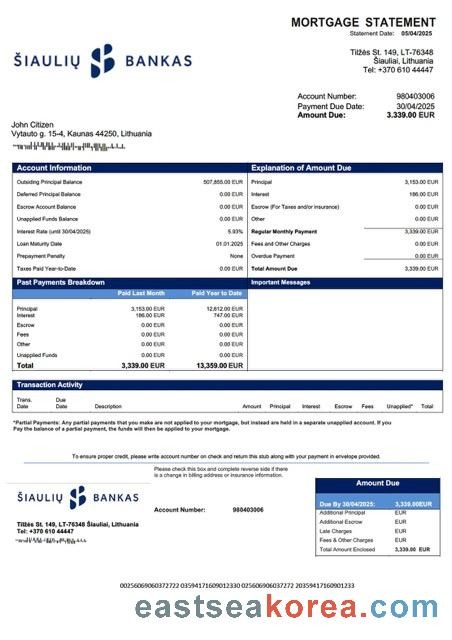 MORTGAGE STATEMENT
Statement Date: 05/04/2025
ŠIAULIŲ BANKAS
Tilžės St. 149, LT-76348
Šiauliai, Lithuania
Tel: +370 610 44447
Account Number: 980403006
Payment Due Date: 30/04/2025
Amount Due: 3,339.00 EUR
John Citizen
Vytauto g. 15-4, Kaunas 44250, Lithuania
Account Information
Outsiding Principal Balance 507,855.00 EUR
Deferred Principal Balance 0.00 EUR
Escrow Account Balance 0.00 EUR
Unapplied Funds Balance 0.00 EUR
Interest Rate (until 30/04/2025) 5.93%
Loan Maturity Date 01.01.2025
Prepayment Penalty None
Taxes Paid Year-to-Date 0.00 EUR
Explanation of Amount Due
Principal 3,153.00 EUR
Interest 186.00 EUR
Escrow (For Taxes and/or insurance) 0.00 EUR
Other 0.00 EUR
Regular Monthly Payment 3,339.00 EUR
Fees and Other Charges 0.00 EUR
Overdue Payment 0.00 EUR
Total Amount Due 3,339.00 EUR
Past Payments Breakdown
Paid Last Month Paid Year to Date
Principal 3,153.00 EUR 12,612.00 EUR
Interest 186.00 EUR 747.00 EUR
Escrow 0.00 EUR 0.00 EUR
Fees 0.00 EUR 0.00 EUR
Other 0.00 EUR 0.00 EUR
Unapplied Funds 0.00 EUR 0.00 EUR
Total 3,339.00 EUR 13,359.00 EUR
Important Messages
Transaction Activity
Trans. Date Due Date Description Amount Principal Interest Escrow Fees Unapplied* Total
*Partial Payments: Any partial payments that you make are not applied to your mortgage, but instead are held in a separate unapplied account. If you
Pay the balance of a partial payment, the funds will then be applied to your mortgage.
To ensure proper credit, please write account number on check and return this stub along with your payment in envelope provided.
Please check this box and complete reverse side if there
is a change in billing address or insurance information.
ŠIAULIŲ BANKAS
Account Number: 980403006
Tilžės St. 149, LT-76348 Šiauliai, Lithuania
Tel: +370 610 44447
Amount Due
Due By 30/04/2025: 3,339.00EUR
Additional Principal EUR
Additional Escrow EUR
Late Charges EUR
Fees & Other Charges EUR
Total Amount Enclosed 3,339.00 EUR
00256069060372722 03594171609012330 025606906037272 20359417160901233
eastseakorea.com